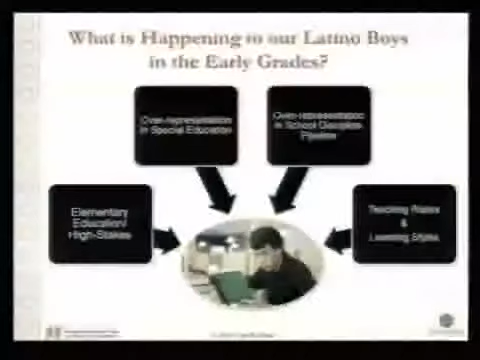 What is Happening to our Latino Boys
in the Early Grades?
Over-representation
in Special Education
Over-representation
in School Discipline
Pipeline
Elementary
Education/
High-Stakes
Teaching
&
Learning Styles